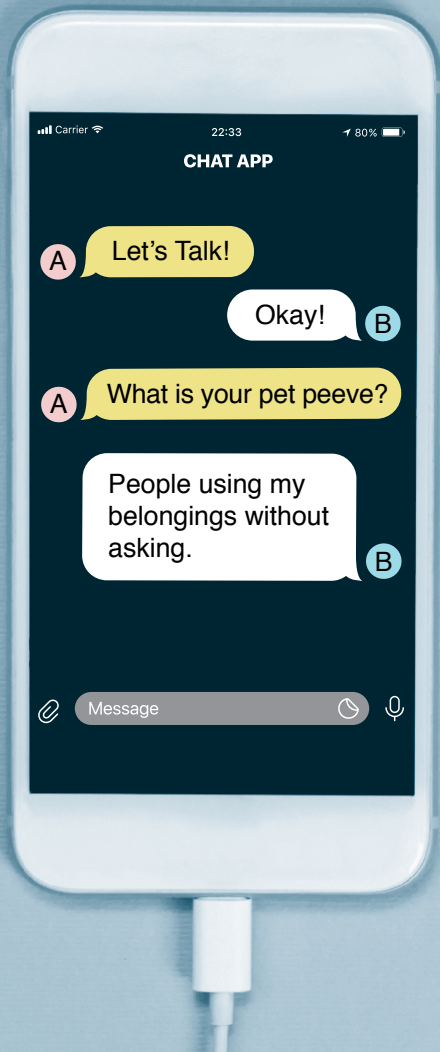 Carrier 22:33 80%
CHAT APP
A Let’s Talk!
Okay! B
A What is your pet peeve?
People using my
belongings without
asking. B
Message